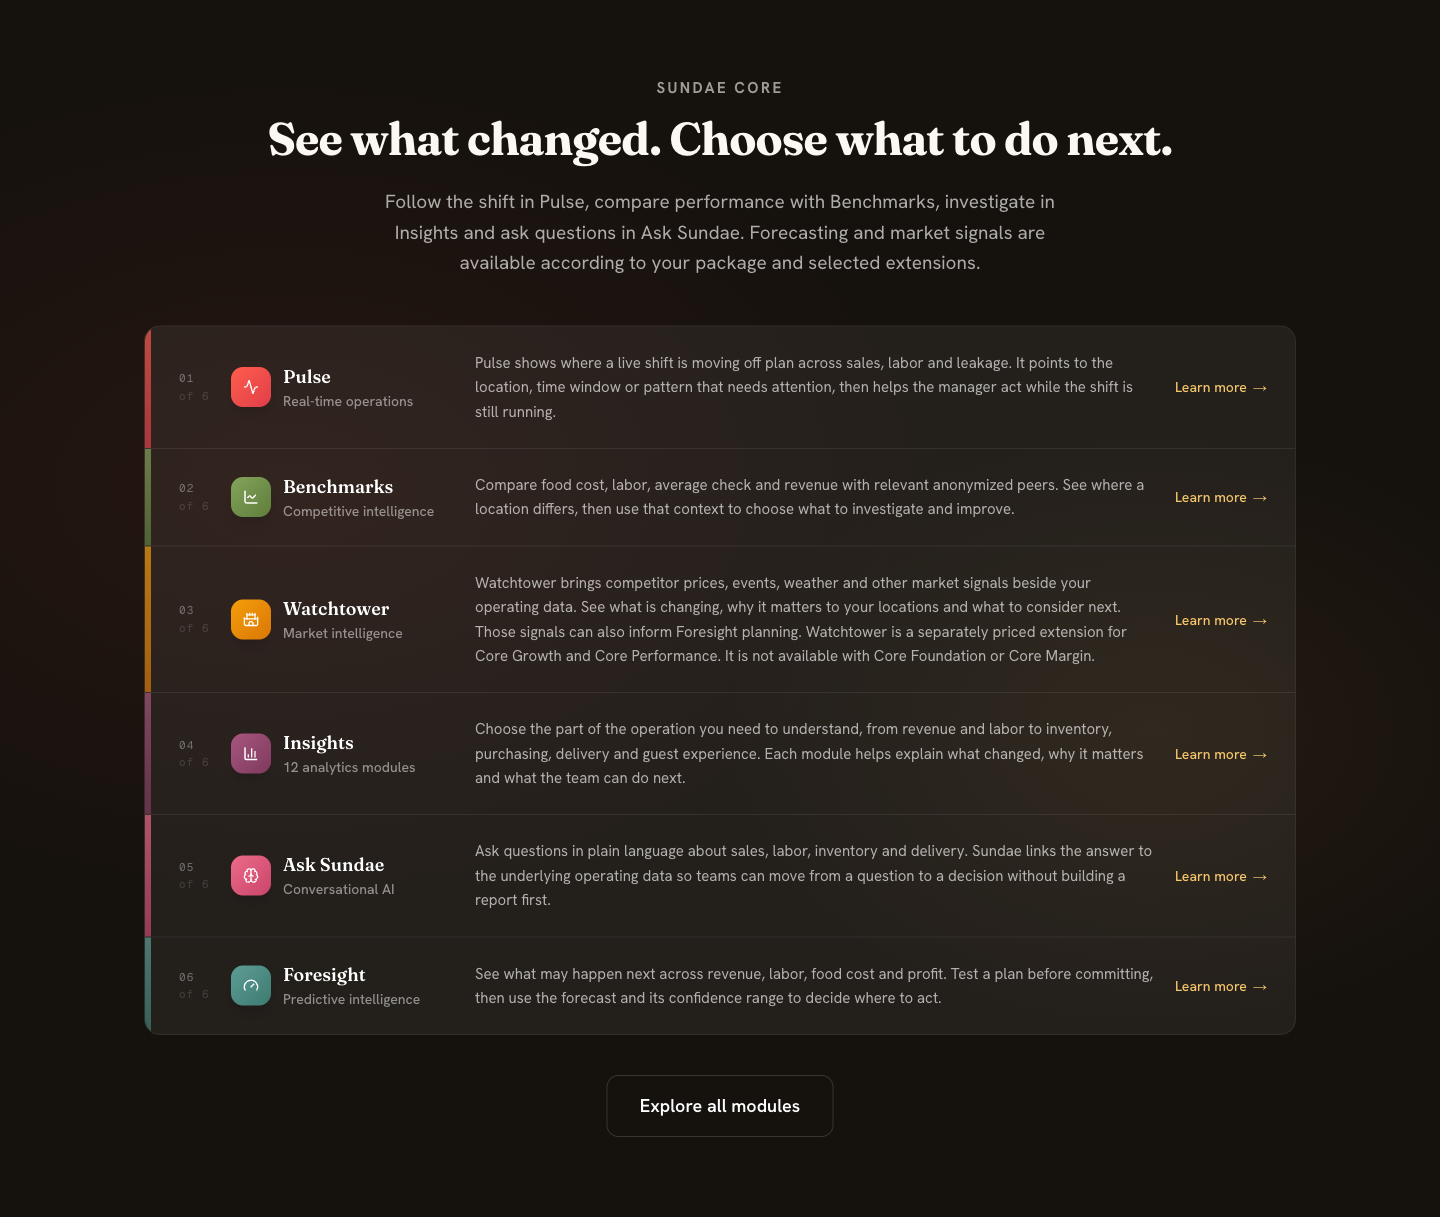 SUNDAE CORE
See what changed. Choose what to do next.
Follow the shift in Pulse, compare performance with Benchmarks, investigate in
Insights and ask questions in Ask Sundae. Forecasting and market signals are
available according to your package and selected extensions.
01
of 6
Pulse
Real-time operations
Pulse shows where a live shift is moving off plan across sales, labor and leakage. It points to the
location, time window or pattern that needs attention, then helps the manager act while the shift is
still running.
Learn more →
02
of 6
Benchmarks
Competitive intelligence
Compare food cost, labor, average check and revenue with relevant anonymized peers. See where a
location differs, then use that context to choose what to investigate and improve.
Learn more →
03
of 6
Watchtower
Market intelligence
Watchtower brings competitor prices, events, weather and other market signals beside your
operating data. See what is changing, why it matters to your locations and what to consider next.
Those signals can also inform Foresight planning. Watchtower is a separately priced extension for
Core Growth and Core Performance. It is not available with Core Foundation or Core Margin.
Learn more →
04
of 6
Insights
12 analytics modules
Choose the part of the operation you need to understand, from revenue and labor to inventory,
purchasing, delivery and guest experience. Each module helps explain what changed, why it matters
and what the team can do next.
Learn more →
05
of 6
Ask Sundae
Conversational AI
Ask questions in plain language about sales, labor, inventory and delivery. Sundae links the answer to
the underlying operating data so teams can move from a question to a decision without building a
report first.
Learn more →
06
of 6
Foresight
Predictive intelligence
See what may happen next across revenue, labor, food cost and profit. Test a plan before committing,
then use the forecast and its confidence range to decide where to act.
Learn more →
Explore all modules